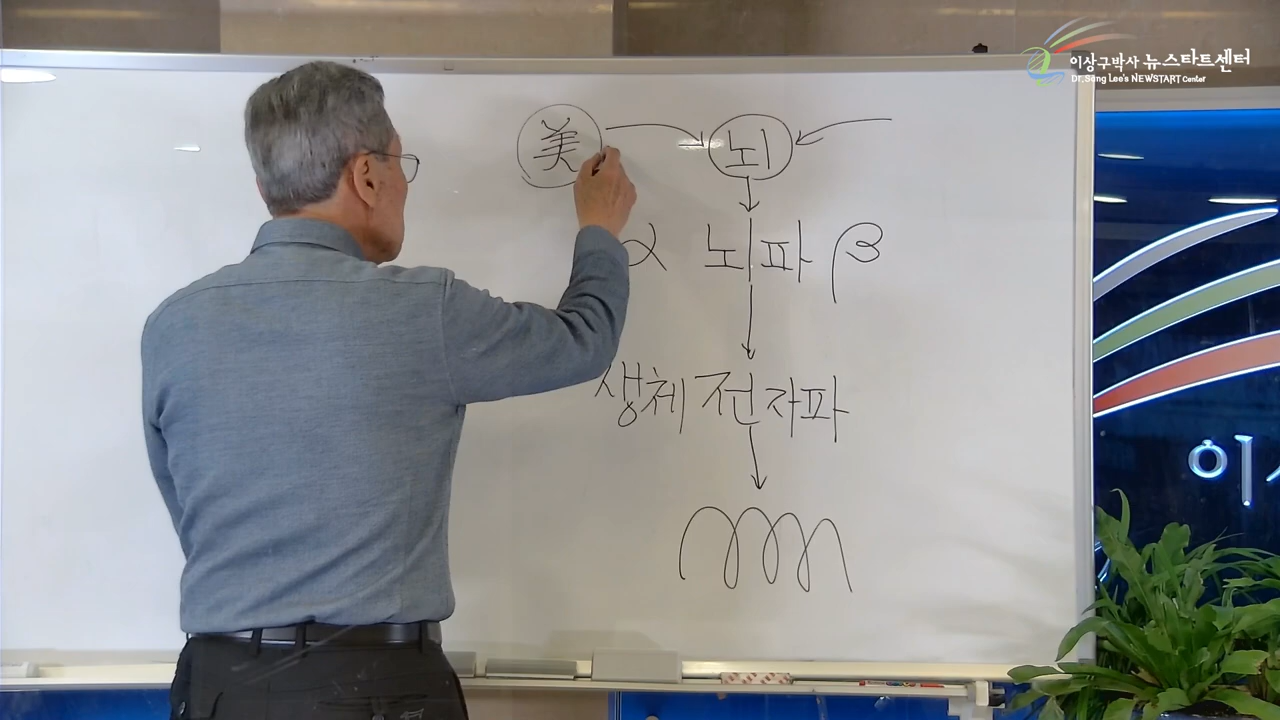 이상구박사 뉴스타트센터
Dr. Sang Lee's NEWSTART Center
美 뇌
α 뇌파 β
생체 전자파
이